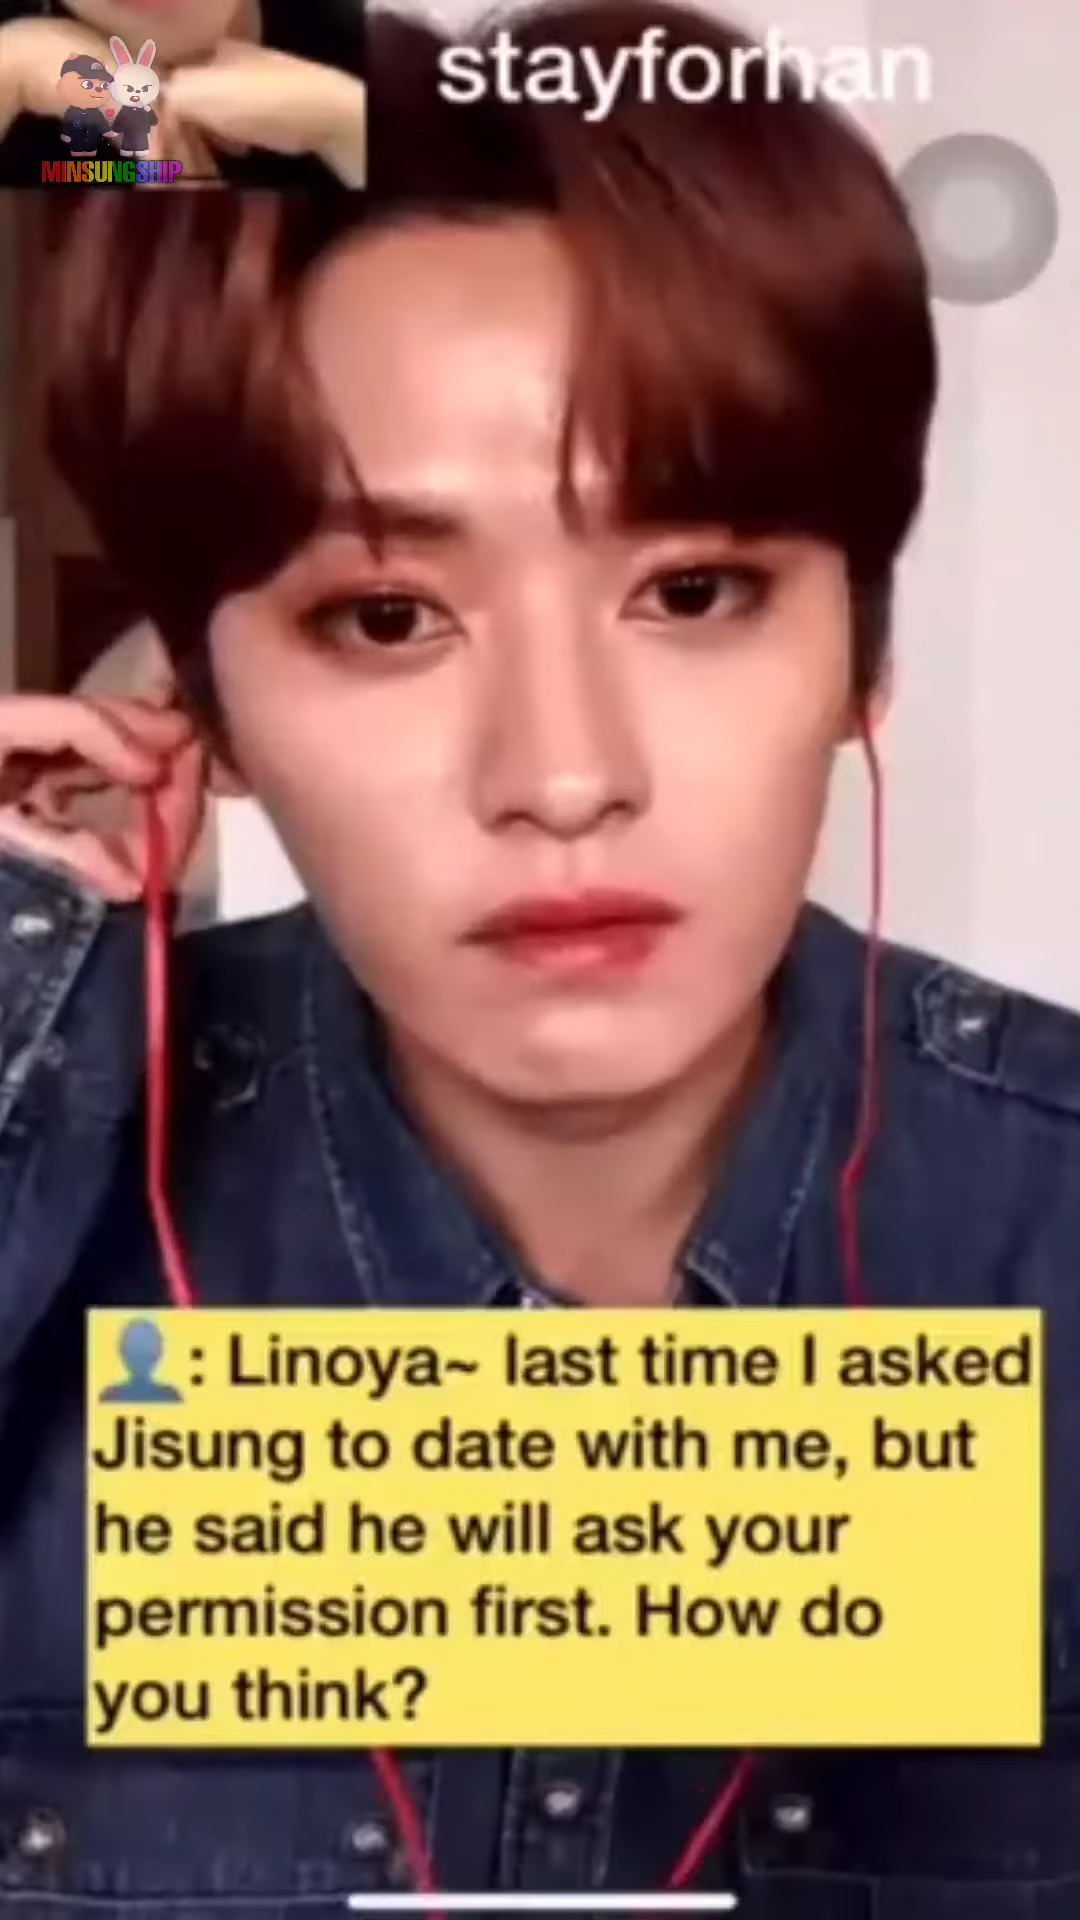 stayforhan
MINSUNGSHIP
: Linoya~ last time I asked
Jisung to date with me, but
he said he will ask your
permission first. How do
you think?